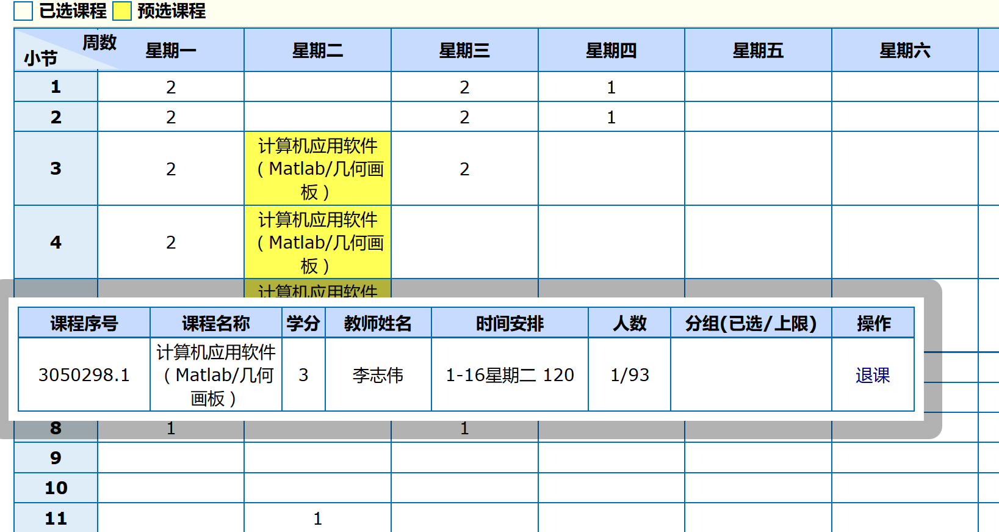 已选课程 预选课程
周数 小节 星期一 星期二 星期三 星期四 星期五 星期六
1 2 2 1
2 2 2 1
3 2 计算机应用软件 2
( Matlab/几何画
板 )
4 2 计算机应用软件
( Matlab/几何画
板 )
计算机应用软件
课程序号 课程名称 学分 教师姓名 时间安排 人数 分组(已选/上限) 操作
3050298.1 计算机应用软件 3 李志伟 1-16星期二 120 1/93 退课
( Matlab/几何
画板 )
8 1 1
9
10
11 1